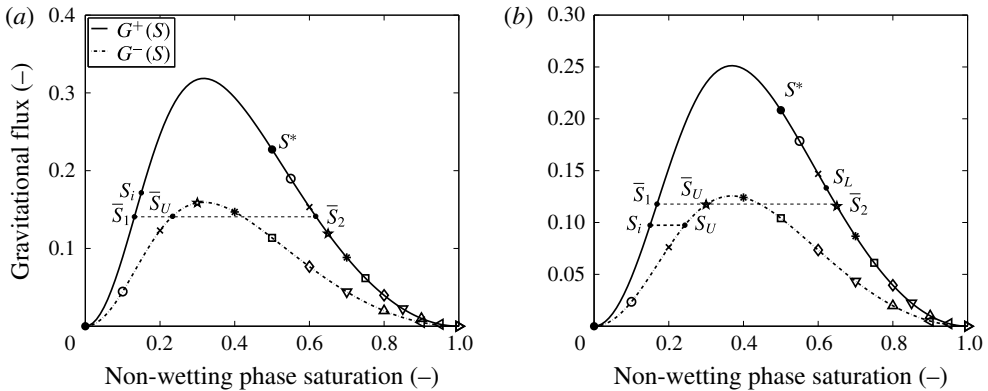 (a)
0.4
0.3
0.2
0.1
0
0.2
0.4
0.6
0.8
1.0
Gravitational flux (–)
Non-wetting phase saturation (–)
G⁺(S)
G⁻(S)
S*
S_i
S̅_1
S̅_U
S̅_2
(b)
0.30
0.25
0.20
0.15
0.10
0.05
0
0.2
0.4
0.6
0.8
1.0
Non-wetting phase saturation (–)
S*
S_L
S̅_1
S̅_U
S̅_2
S_i
S_U